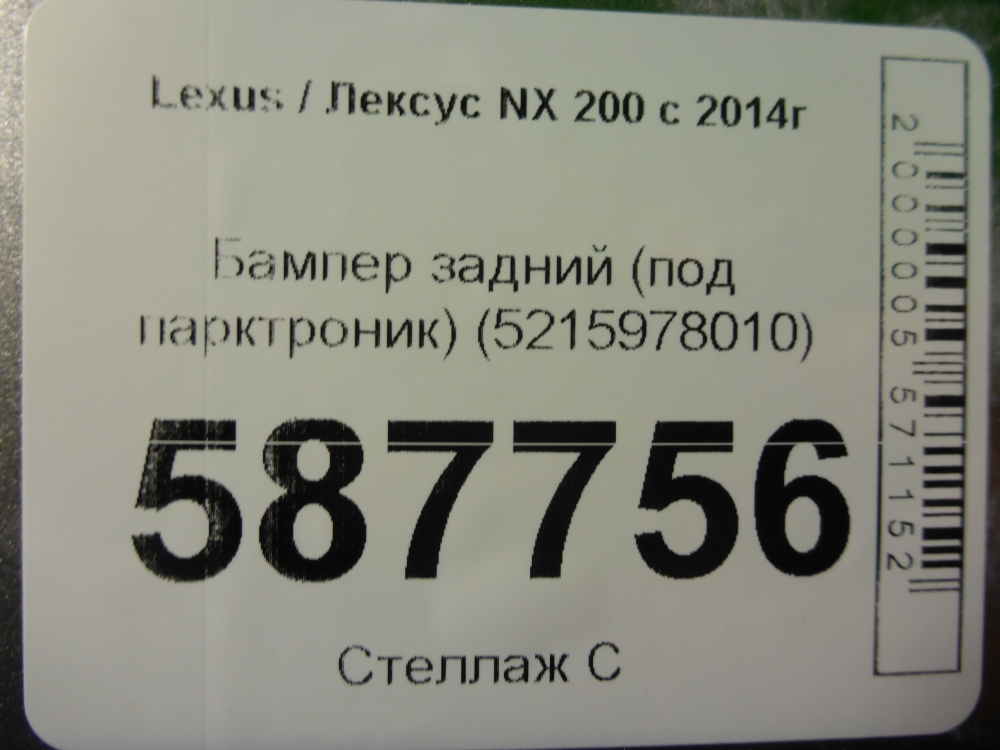 Lexus / Лексус NX 200 с 2014г
Бампер задний (под
парктроник) (5215978010)
587756
Стеллаж С
2000005571152